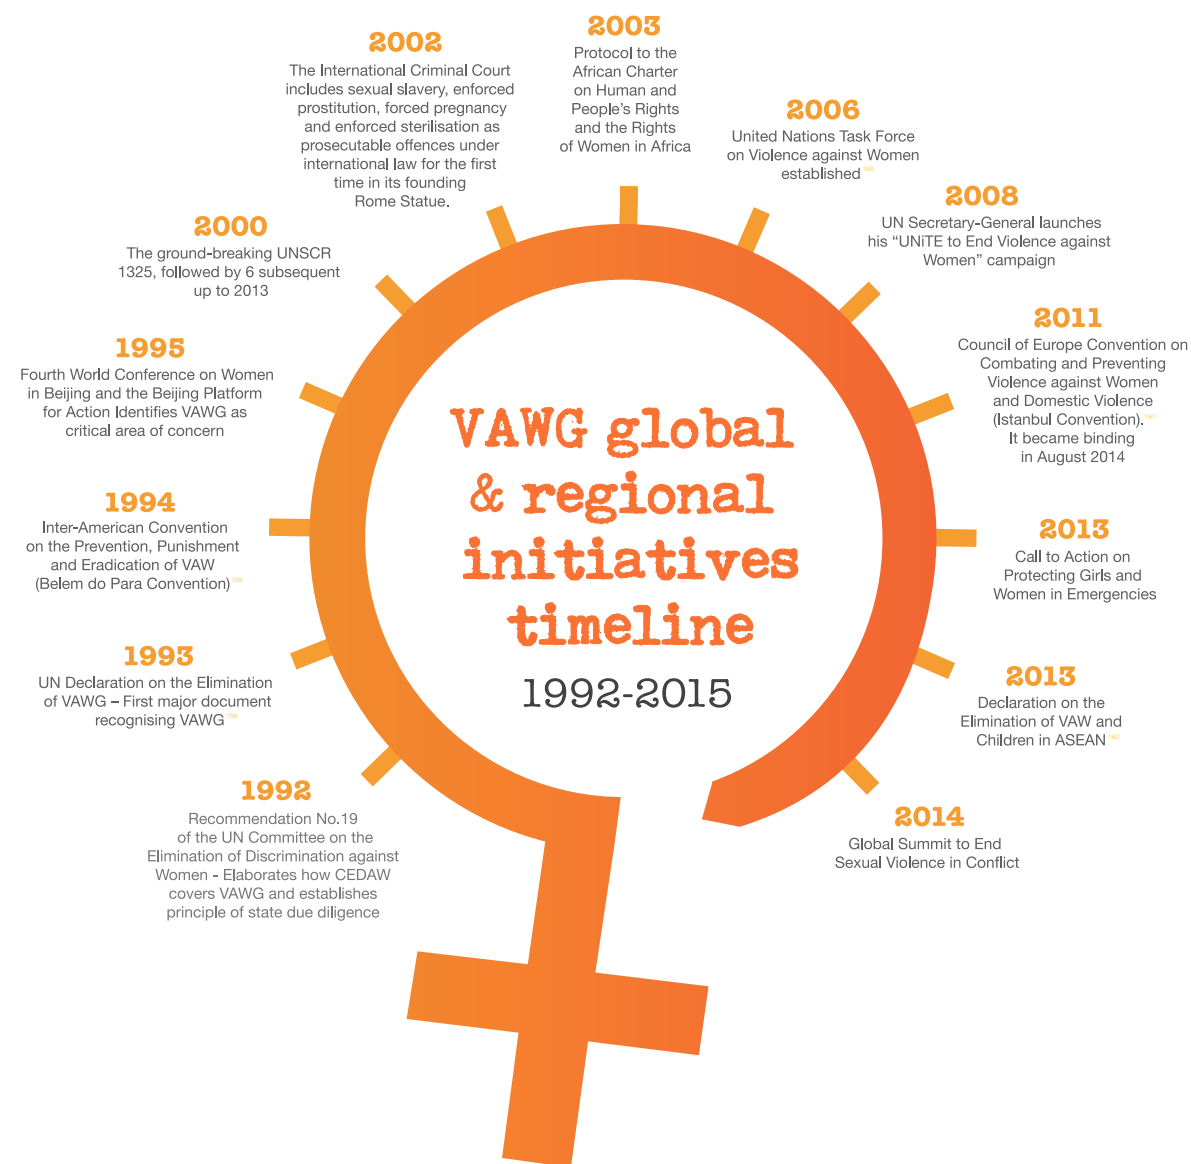 VAWG global
& regional
initiatives
timeline
1992-2015
1992
Recommendation No.19
of the UN Committee on the
Elimination of Discrimination against
Women - Elaborates how CEDAW
covers VAWG and establishes
principle of state due diligence
1993
UN Declaration on the Elimination
of VAWG – First major document
recognising VAWG 158
1994
Inter-American Convention
on the Prevention, Punishment
and Eradication of VAW
(Belem do Para Convention) 159
1995
Fourth World Conference on Women
in Beijing and the Beijing Platform
for Action Identifies VAWG as
critical area of concern
2000
The ground-breaking UNSCR
1325, followed by 6 subsequent
up to 2013
2002
The International Criminal Court
includes sexual slavery, enforced
prostitution, forced pregnancy
and enforced sterilisation as
prosecutable offences under
international law for the first
time in its founding
Rome Statue.
2003
Protocol to the
African Charter
on Human and
People's Rights
and the Rights
of Women in Africa
2006
United Nations Task Force
on Violence against Women
established 160
2008
UN Secretary-General launches
his “UNiTE to End Violence against
Women” campaign
2011
Council of Europe Convention on
Combating and Preventing
Violence against Women
and Domestic Violence
(Istanbul Convention). 161
It became binding
in August 2014
2013
Call to Action on
Protecting Girls and
Women in Emergencies
2013
Declaration on the
Elimination of VAW and
Children in ASEAN 162
2014
Global Summit to End
Sexual Violence in Conflict